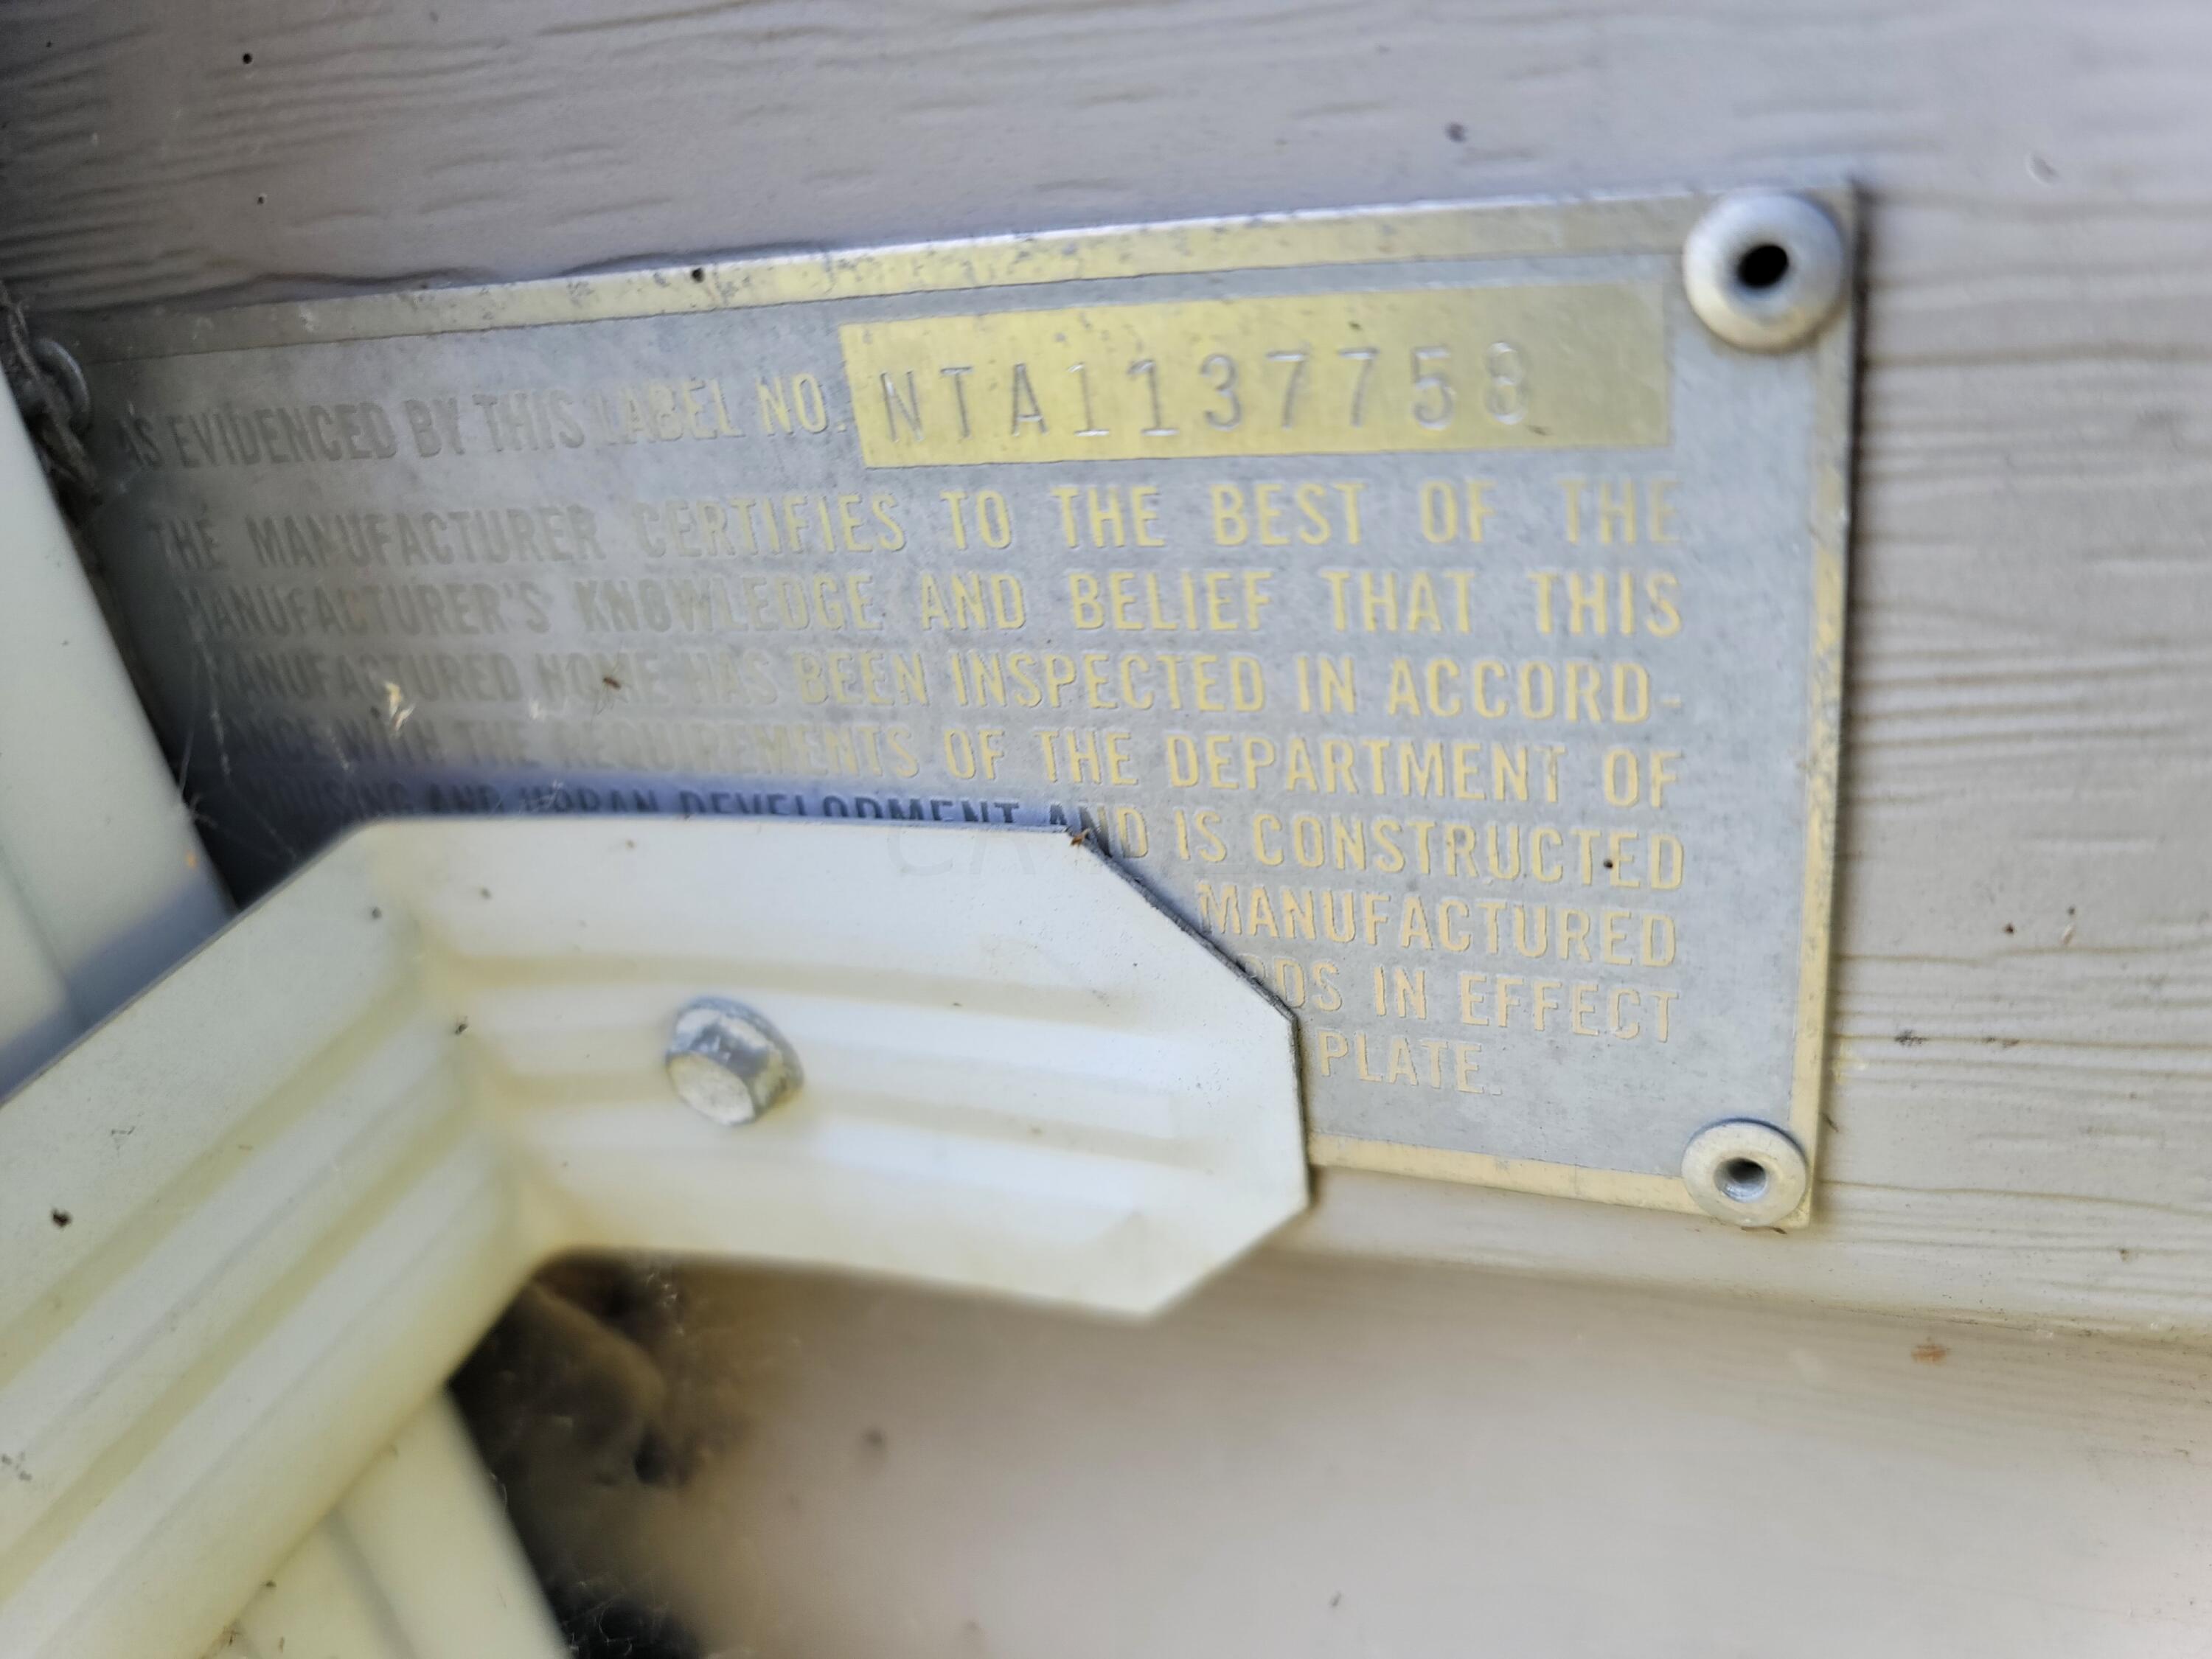 AS EVIDENCED BY THIS LABEL NO. NTA1137758
THE MANUFACTURER CERTIFIES TO THE BEST OF THE
MANUFACTURER'S KNOWLEDGE AND BELIEF THAT THIS
MANUFACTURED HOME HAS BEEN INSPECTED IN ACCORD-
ANCE WITH THE REQUIREMENTS OF THE DEPARTMENT OF
HOUSING AND URBAN DEVELOPMENT AND IS CONSTRUCTED
MANUFACTURED
RDS IN EFFECT
PLATE.